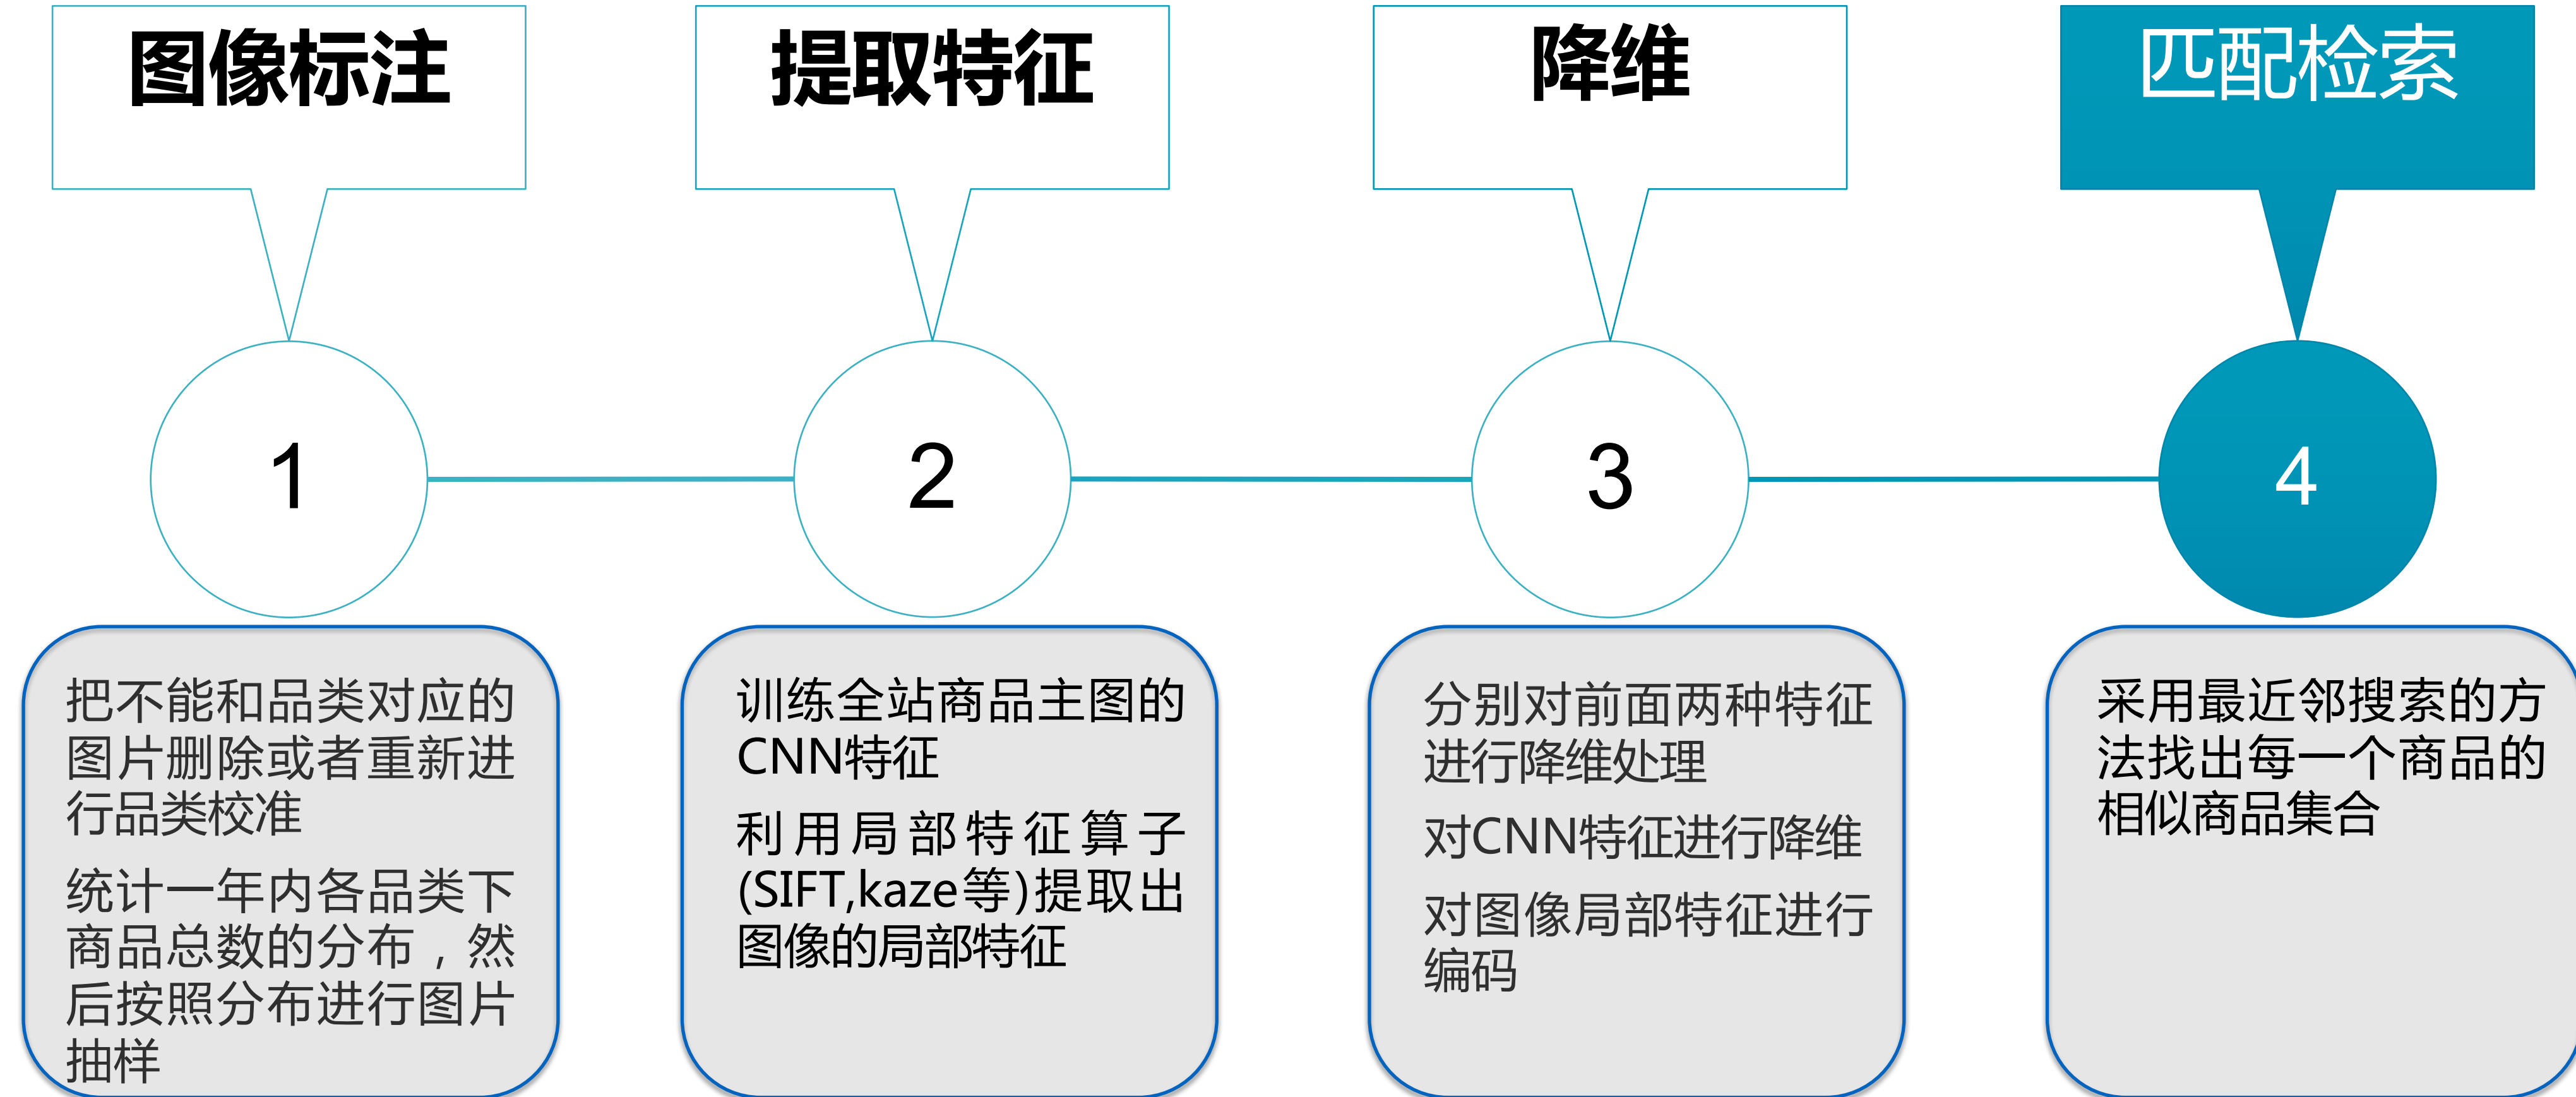 图像标注
提取特征
降维
匹配检索
1
2
3
4
把不能和品类对应的
图片删除或者重新进
行品类校准
统计一年内各品类下
商品总数的分布，然
后按照分布进行图片
抽样
训练全站商品主图的
CNN特征
利用局部特征算子
(SIFT,kaze等)提取出
图像的局部特征
分别对前面两种特征
进行降维处理
对CNN特征进行降维
对图像局部特征进行
编码
采用最近邻搜索的方
法找出每一个商品的
相似商品集合